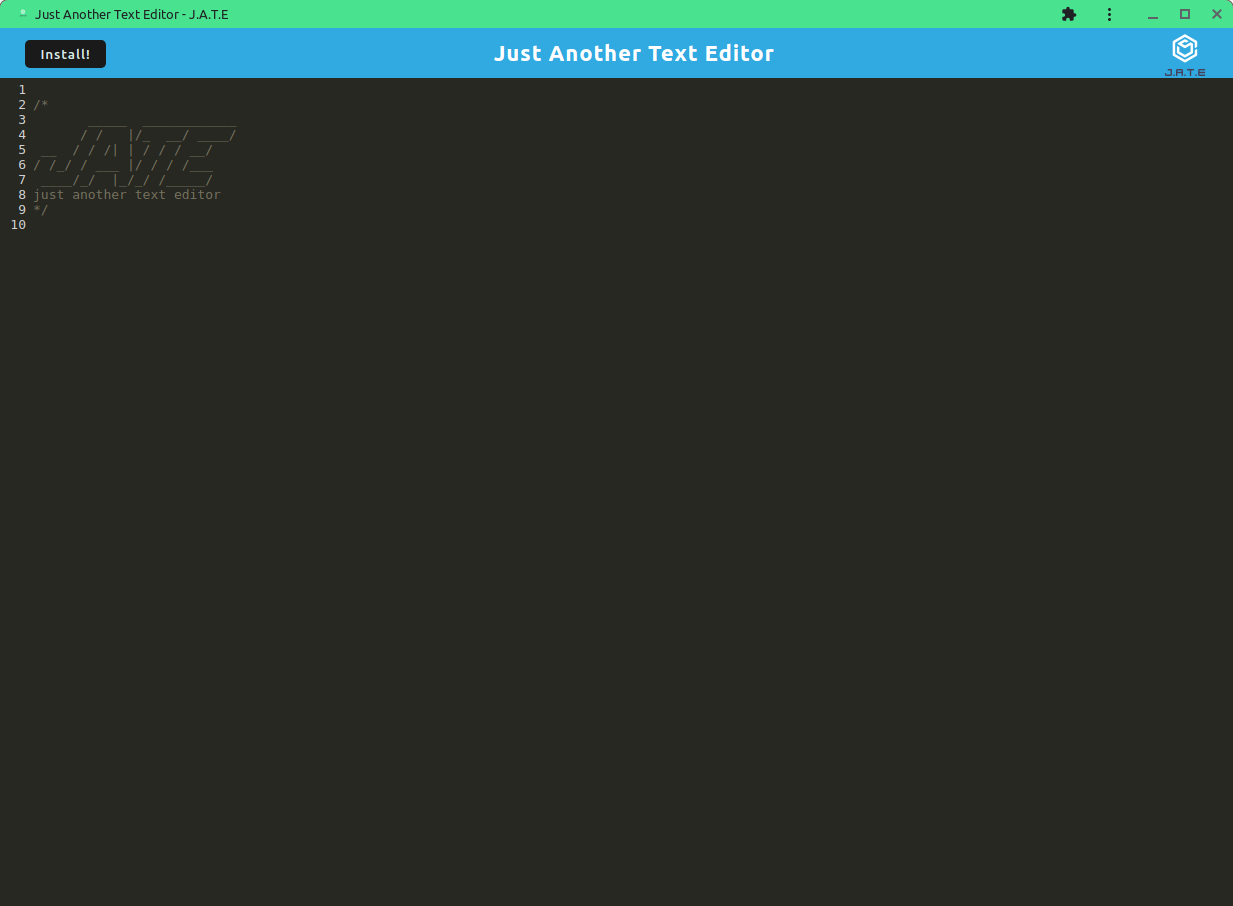 Just Another Text Editor - J.A.T.E
Install!
Just Another Text Editor
J.A.T.E
1
2 /*
3        _____  ____________
4       / /   |/_  __/ ____/
5  __  / / /| | / / / __/
6 / /_/ / ___ |/ / / /___
7  ____/_/  |_/_/ /_____/
8 just another text editor
9 */
10